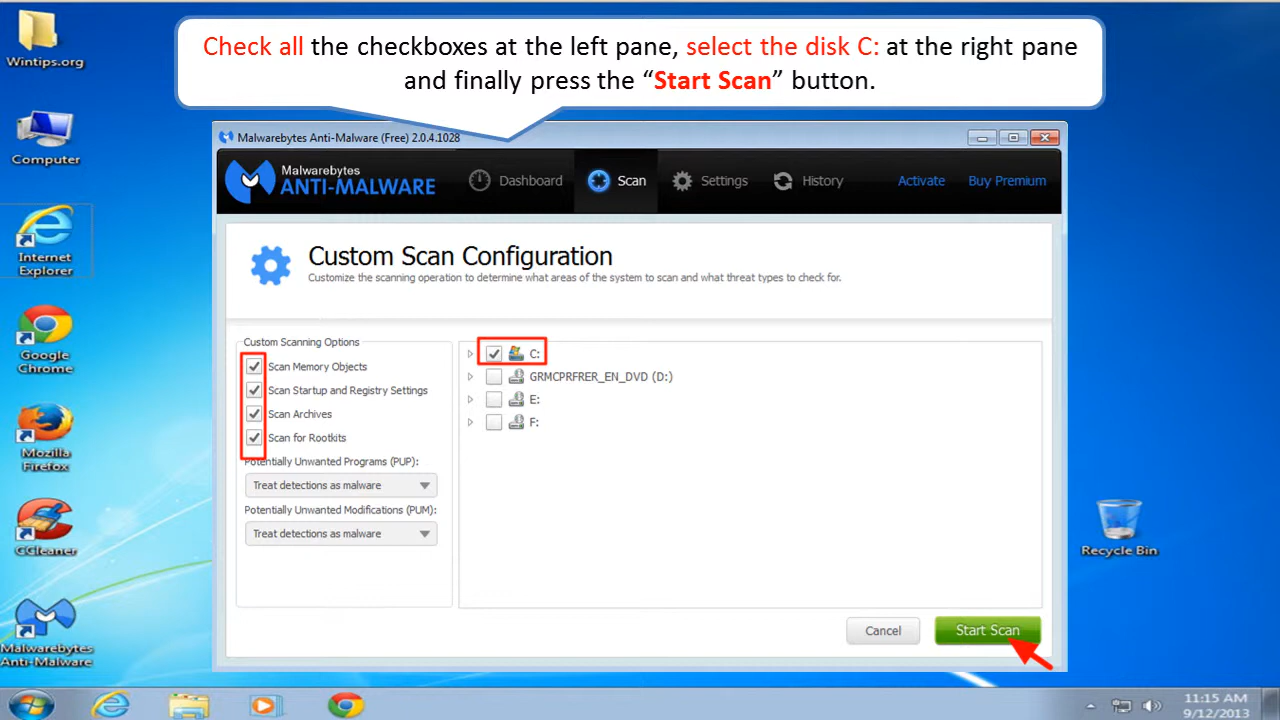 Check all the checkboxes at the left pane, select the disk C: at the right pane
and finally press the “Start Scan” button.
Wintips.org
Computer
Internet
Explorer
Google
Chrome
Mozilla
Firefox
CCleaner
Malwarebytes
Anti-Malware
Malwarebytes Anti-Malware (Free) 2.0.4.1028
Malwarebytes
ANTI-MALWARE
Dashboard
Scan
Settings
History
Activate
Buy Premium
Custom Scan Configuration
Customize the scanning operation to determine what areas of the system to scan and what threat types to check for.
Custom Scanning Options
Scan Memory Objects
Scan Startup and Registry Settings
Scan Archives
Scan for Rootkits
Potentially Unwanted Programs (PUP):
Treat detections as malware
Potentially Unwanted Modifications (PUM):
Treat detections as malware
C:
GRMCPRFRER_EN_DVD (D:)
E:
F:
Cancel
Start Scan
Recycle Bin
11:15 AM
9/12/2013